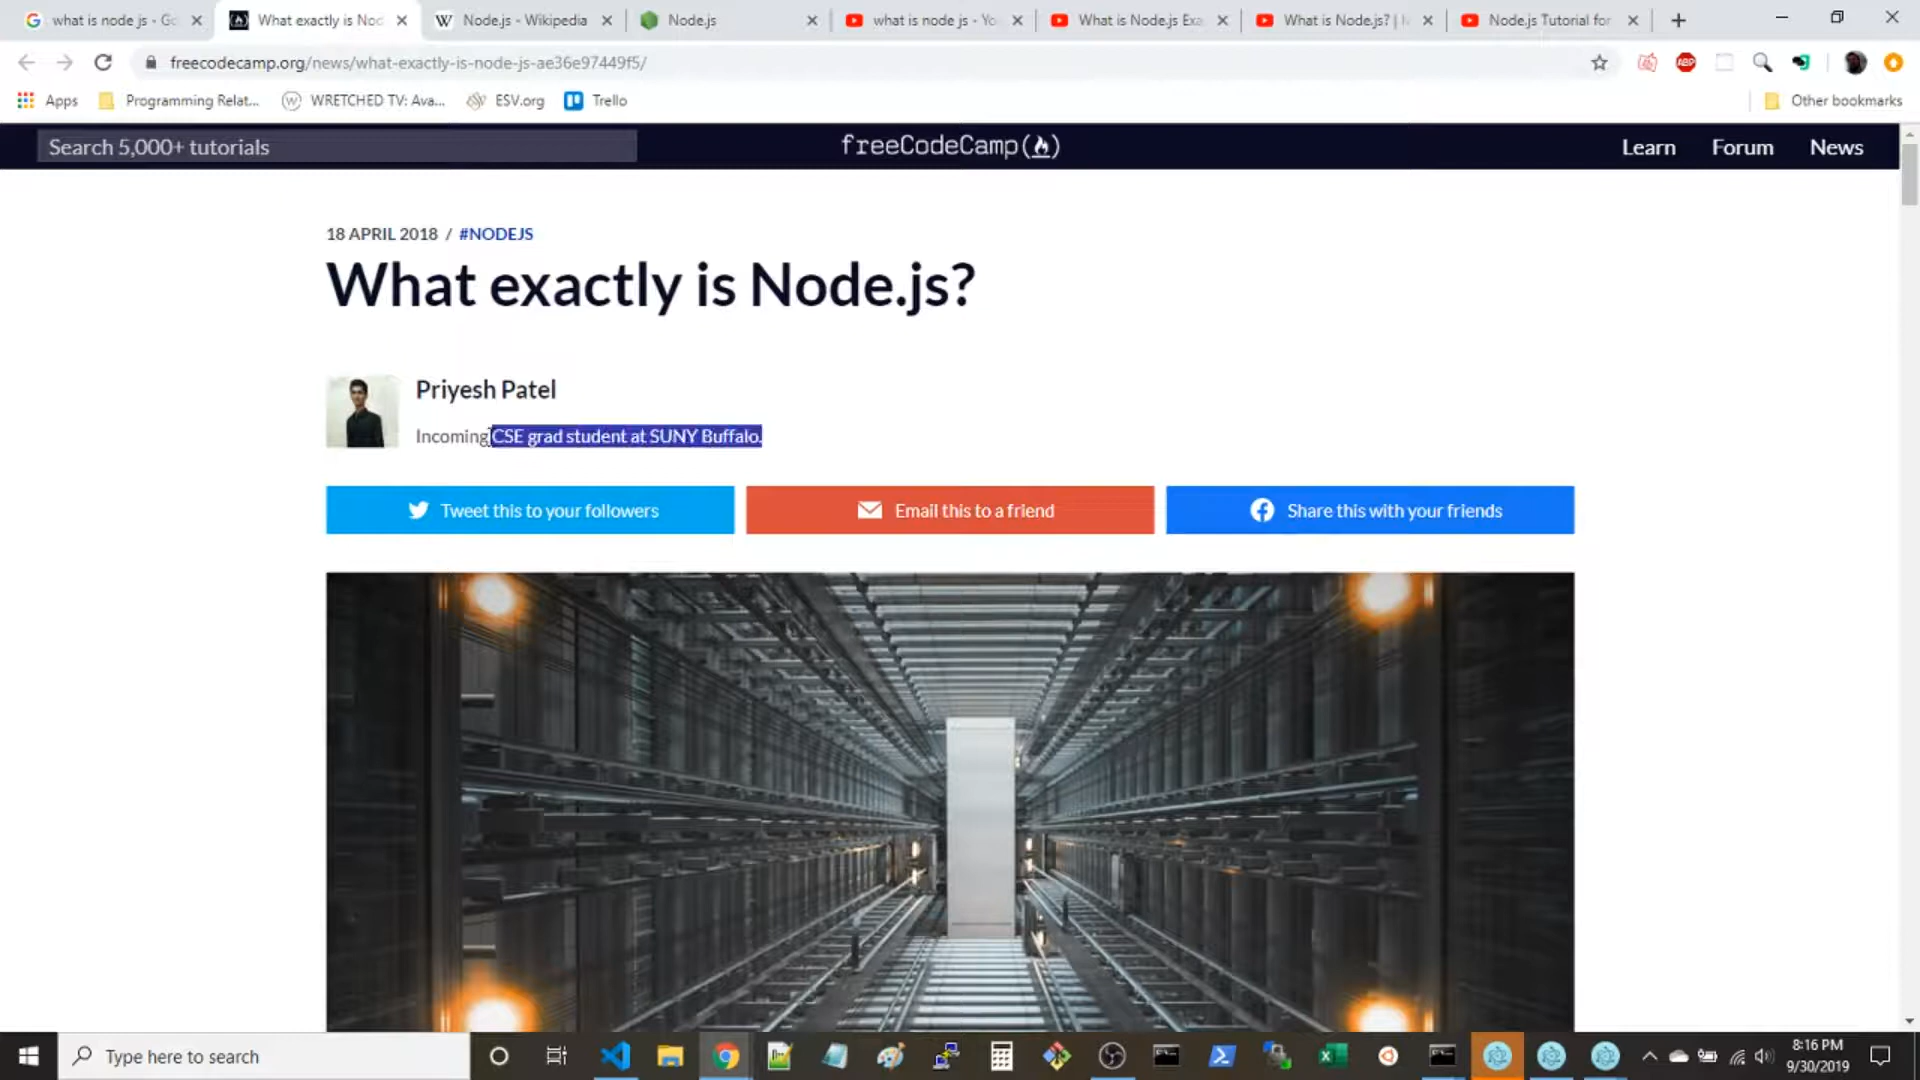 what is node js - Go
What exactly is Nod
Node.js - Wikipedia
Node.js
what is node js - Yo
What is Node.js Exa
What is Node.js? |
Node.js Tutorial for
freecodecamp.org/news/what-exactly-is-node-js-ae36e97449f5/
ABP
Apps
Programming Relat...
WRETCHED TV: Ava...
ESV.org
Trello
Other bookmarks
Search 5,000+ tutorials
freeCodeCamp
Learn
Forum
News
18 APRIL 2018 / #NODEJS
What exactly is Node.js?
Priyesh Patel
Incoming CSE grad student at SUNY Buffalo.
Tweet this to your followers
Email this to a friend
Share this with your friends
Type here to search
8:16 PM
9/30/2019